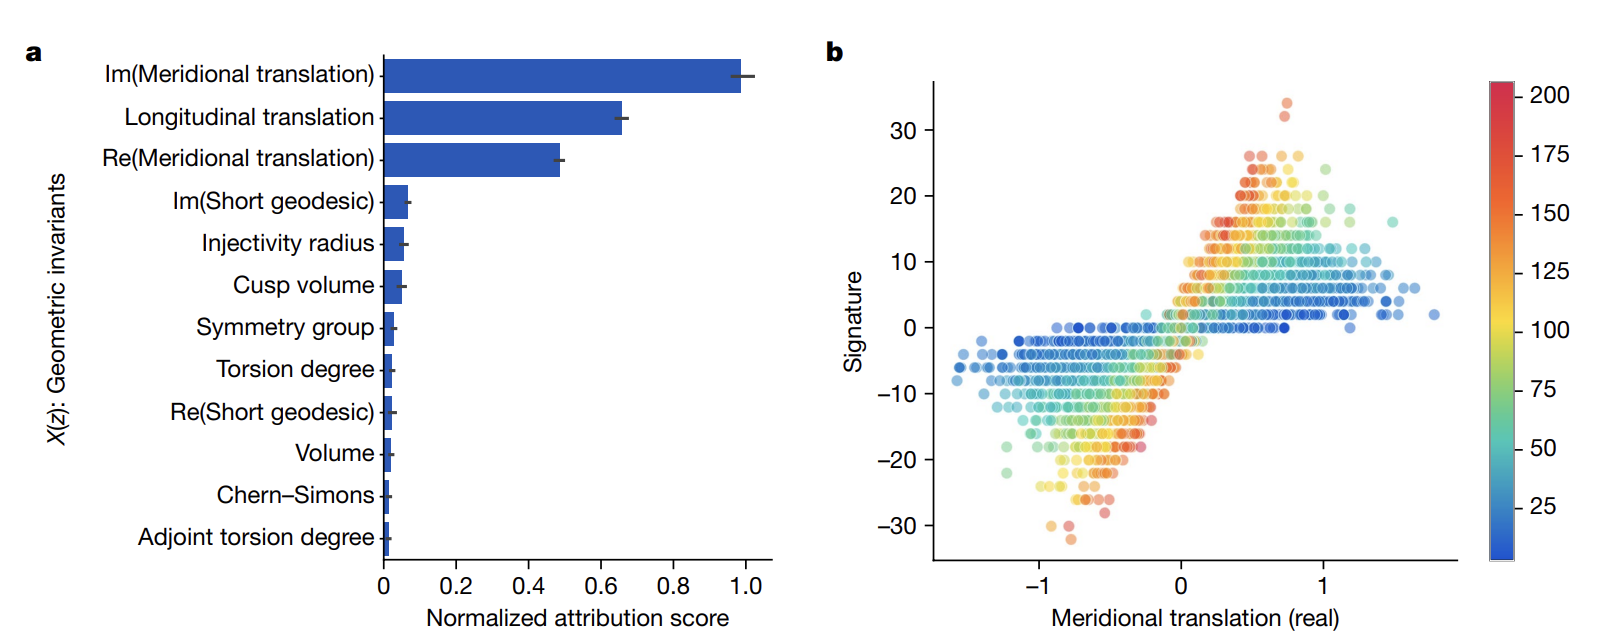 a
Im(Meridional translation)
Longitudinal translation
Re(Meridional translation)
Im(Short geodesic)
Injectivity radius
Cusp volume
Symmetry group
Torsion degree
Re(Short geodesic)
Volume
Chern–Simons
Adjoint torsion degree
X(z): Geometric invariants
0 0.2 0.4 0.6 0.8 1.0
Normalized attribution score
b
30
20
10
0
–10
–20
–30
Signature
–1 0 1
Meridional translation (real)
200
175
150
125
100
75
50
25